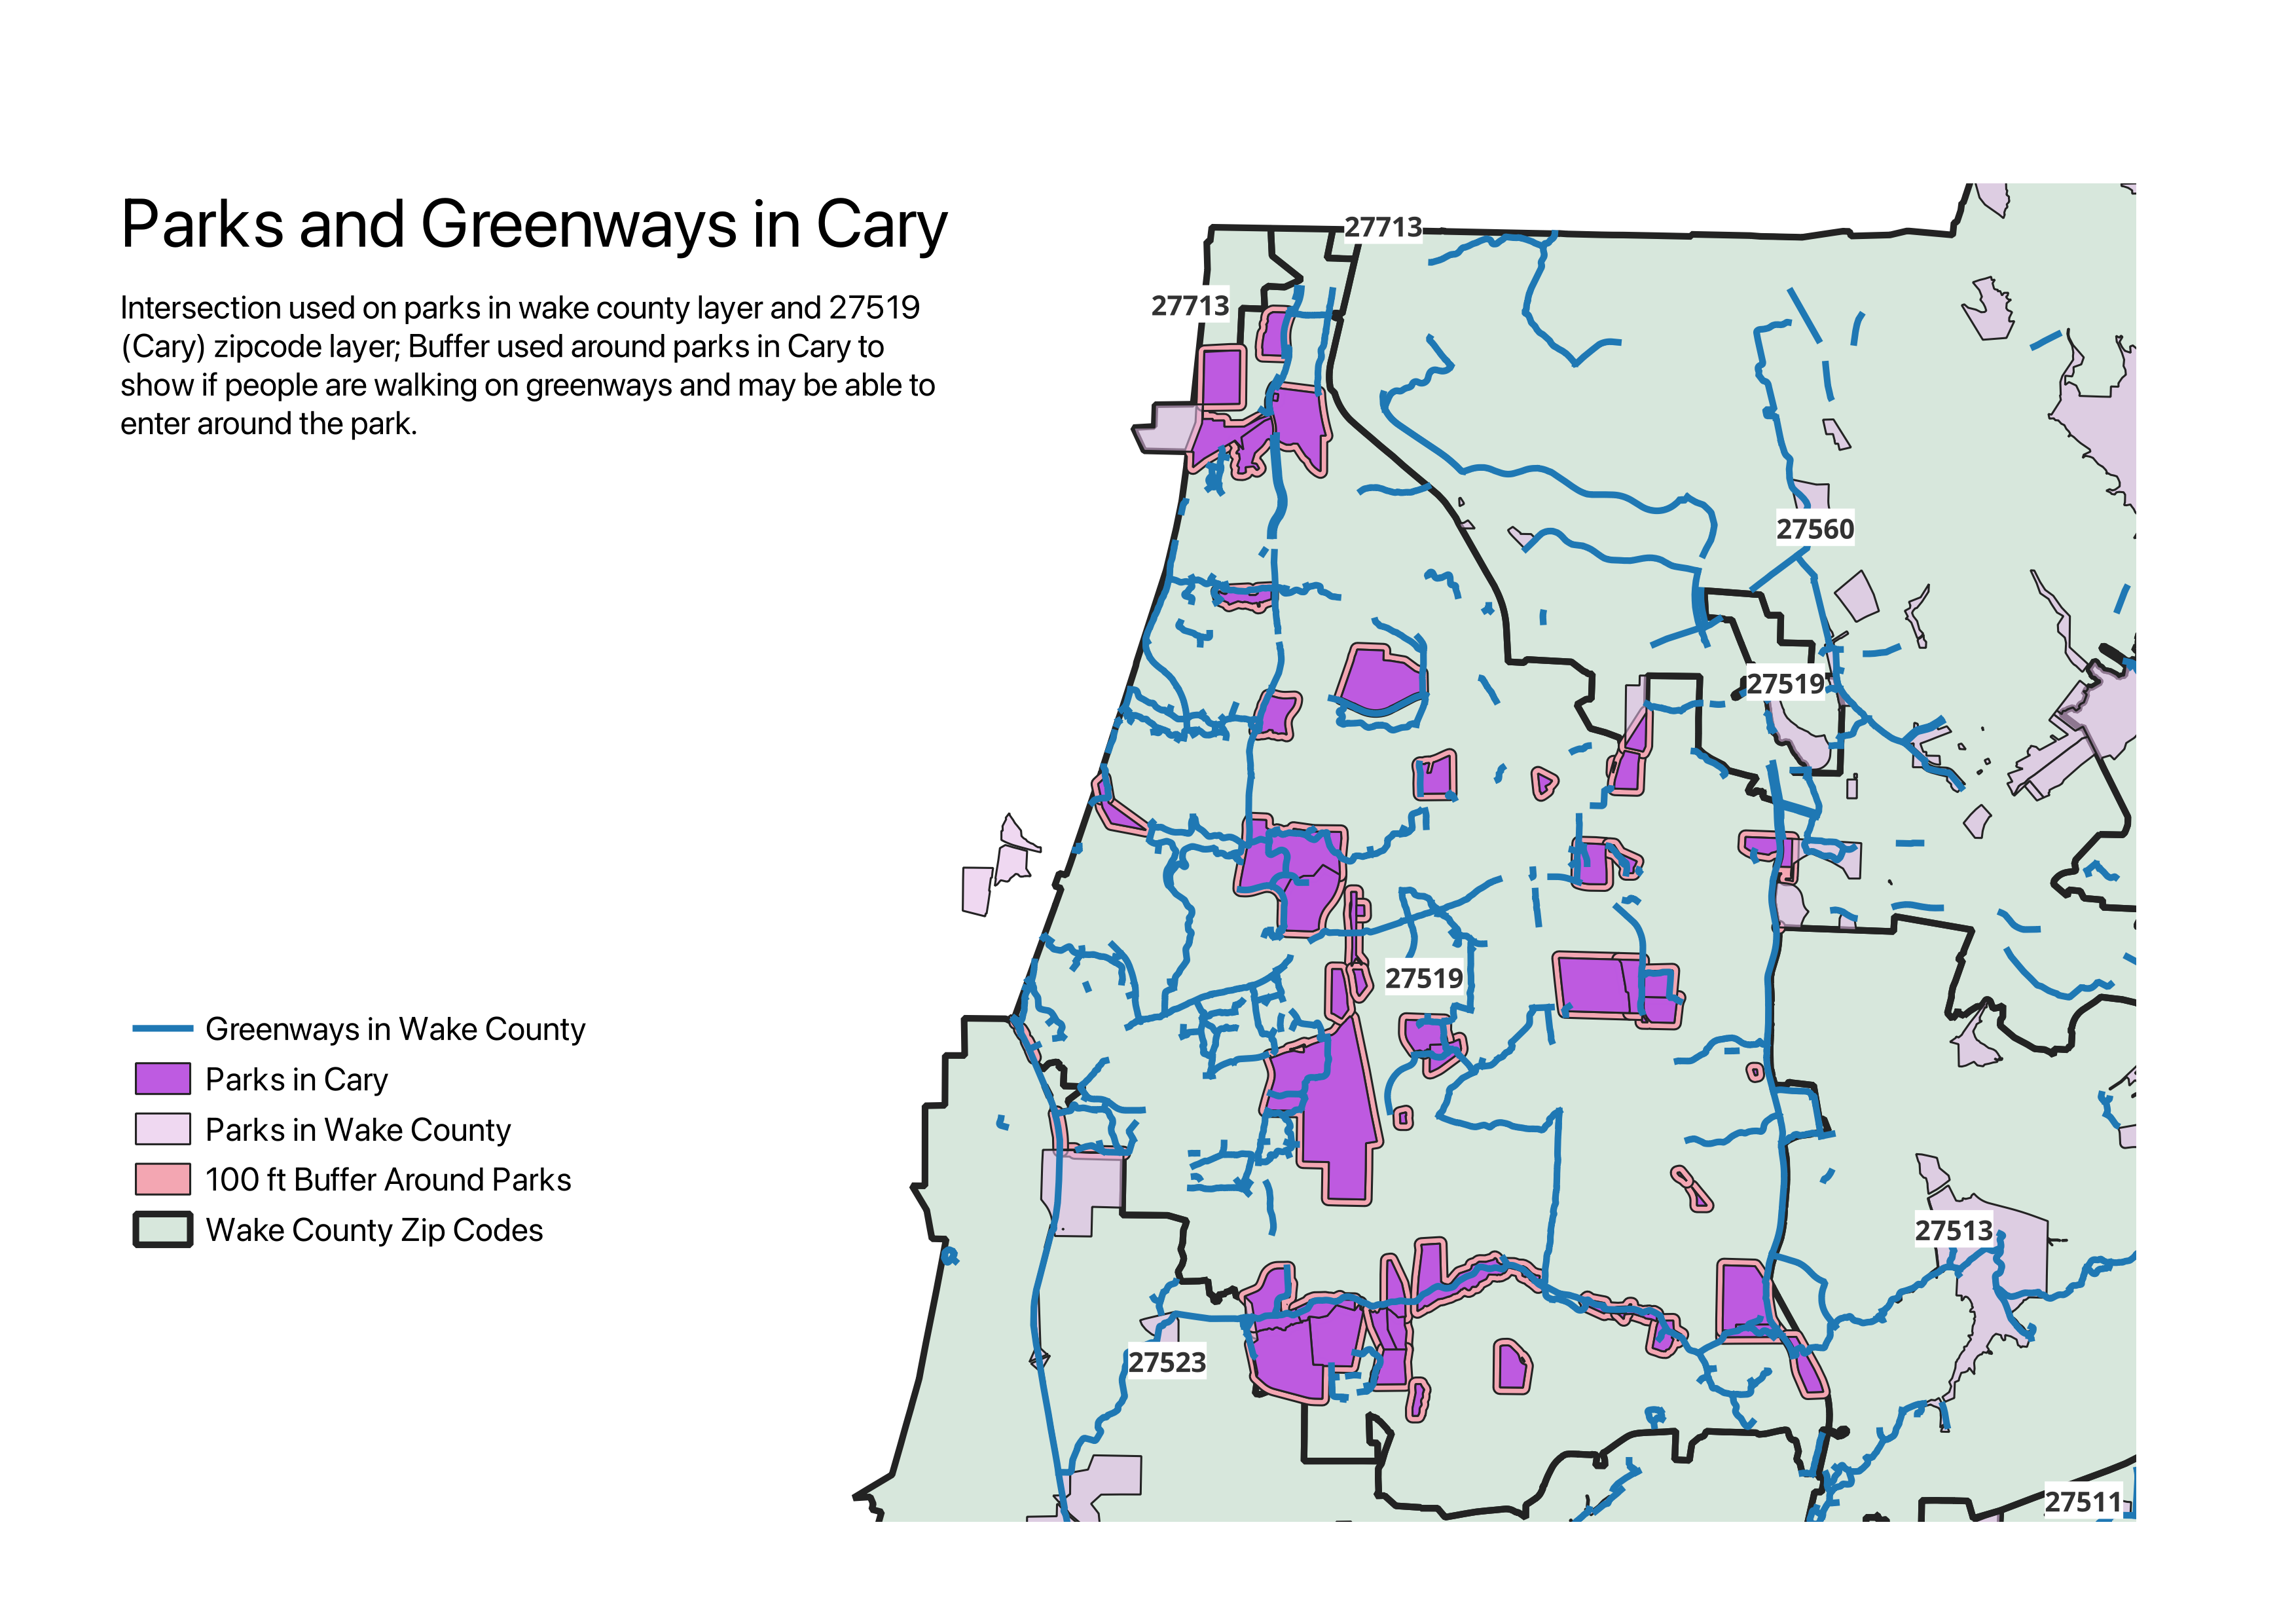 Parks and Greenways in Cary
Intersection used on parks in wake county layer and 27519
(Cary) zipcode layer; Buffer used around parks in Cary to
show if people are walking on greenways and may be able to
enter around the park.
27713
27713
27560
27519
27519
27513
27523
27511
Greenways in Wake County
Parks in Cary
Parks in Wake County
100 ft Buffer Around Parks
Wake County Zip Codes